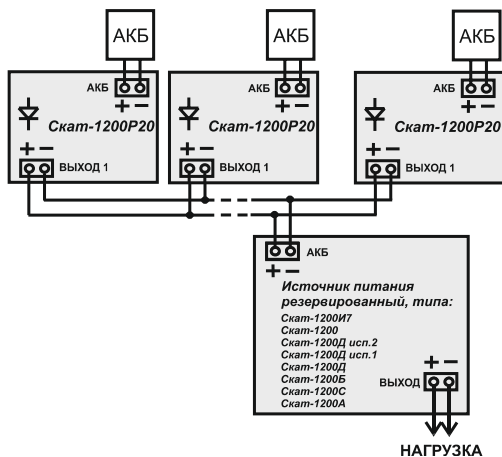 АКБ АКБ АКБ
АКБ АКБ АКБ
+ − + − + −
Скат-1200Р20 Скат-1200Р20 Скат-1200Р20
+ − + − + −
ВЫХОД 1 ВЫХОД 1 ВЫХОД 1
АКБ
+ −
Источник питания
резервированный, типа:
Скат-1200И7
Скат-1200
Скат-1200Д исп.2
Скат-1200Д исп.1
Скат-1200Д
Скат-1200Б
Скат-1200С
Скат-1200А
+ −
ВЫХОД
НАГРУЗКА